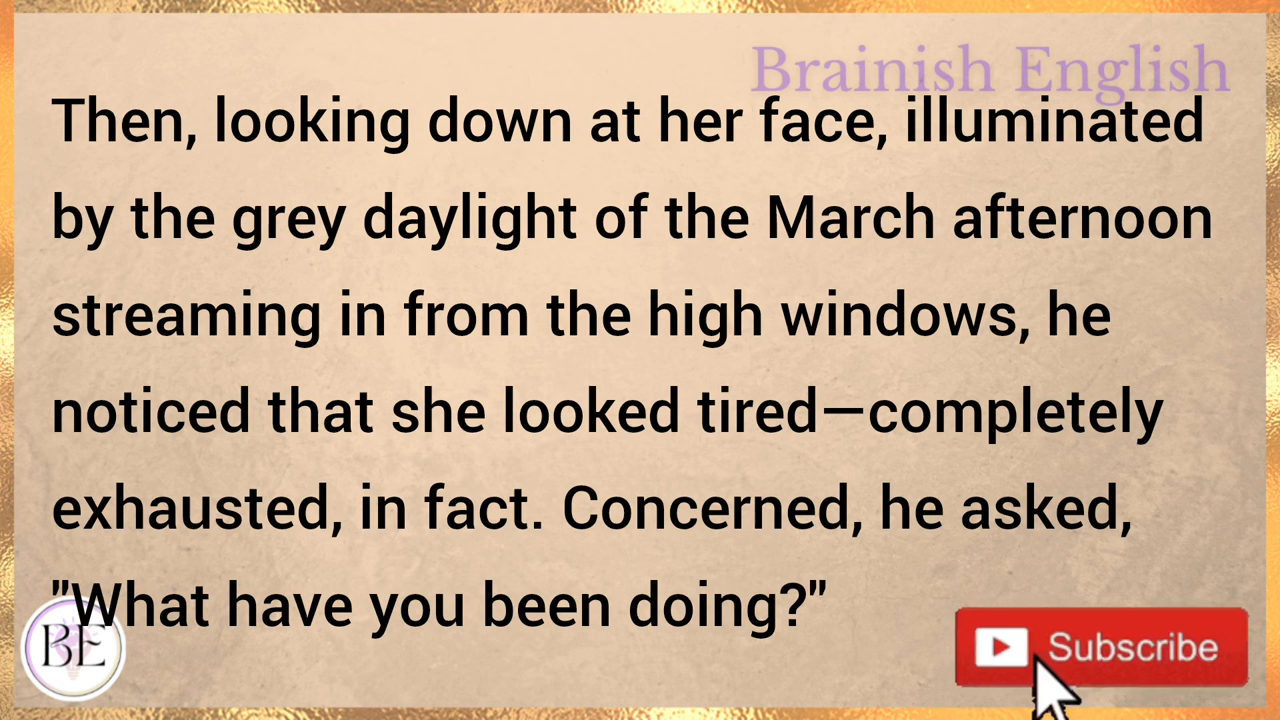 Brainish English
Then, looking down at her face, illuminated
by the grey daylight of the March afternoon
streaming in from the high windows, he
noticed that she looked tired—completely
exhausted, in fact. Concerned, he asked,
"What have you been doing?"
BE
Subscribe